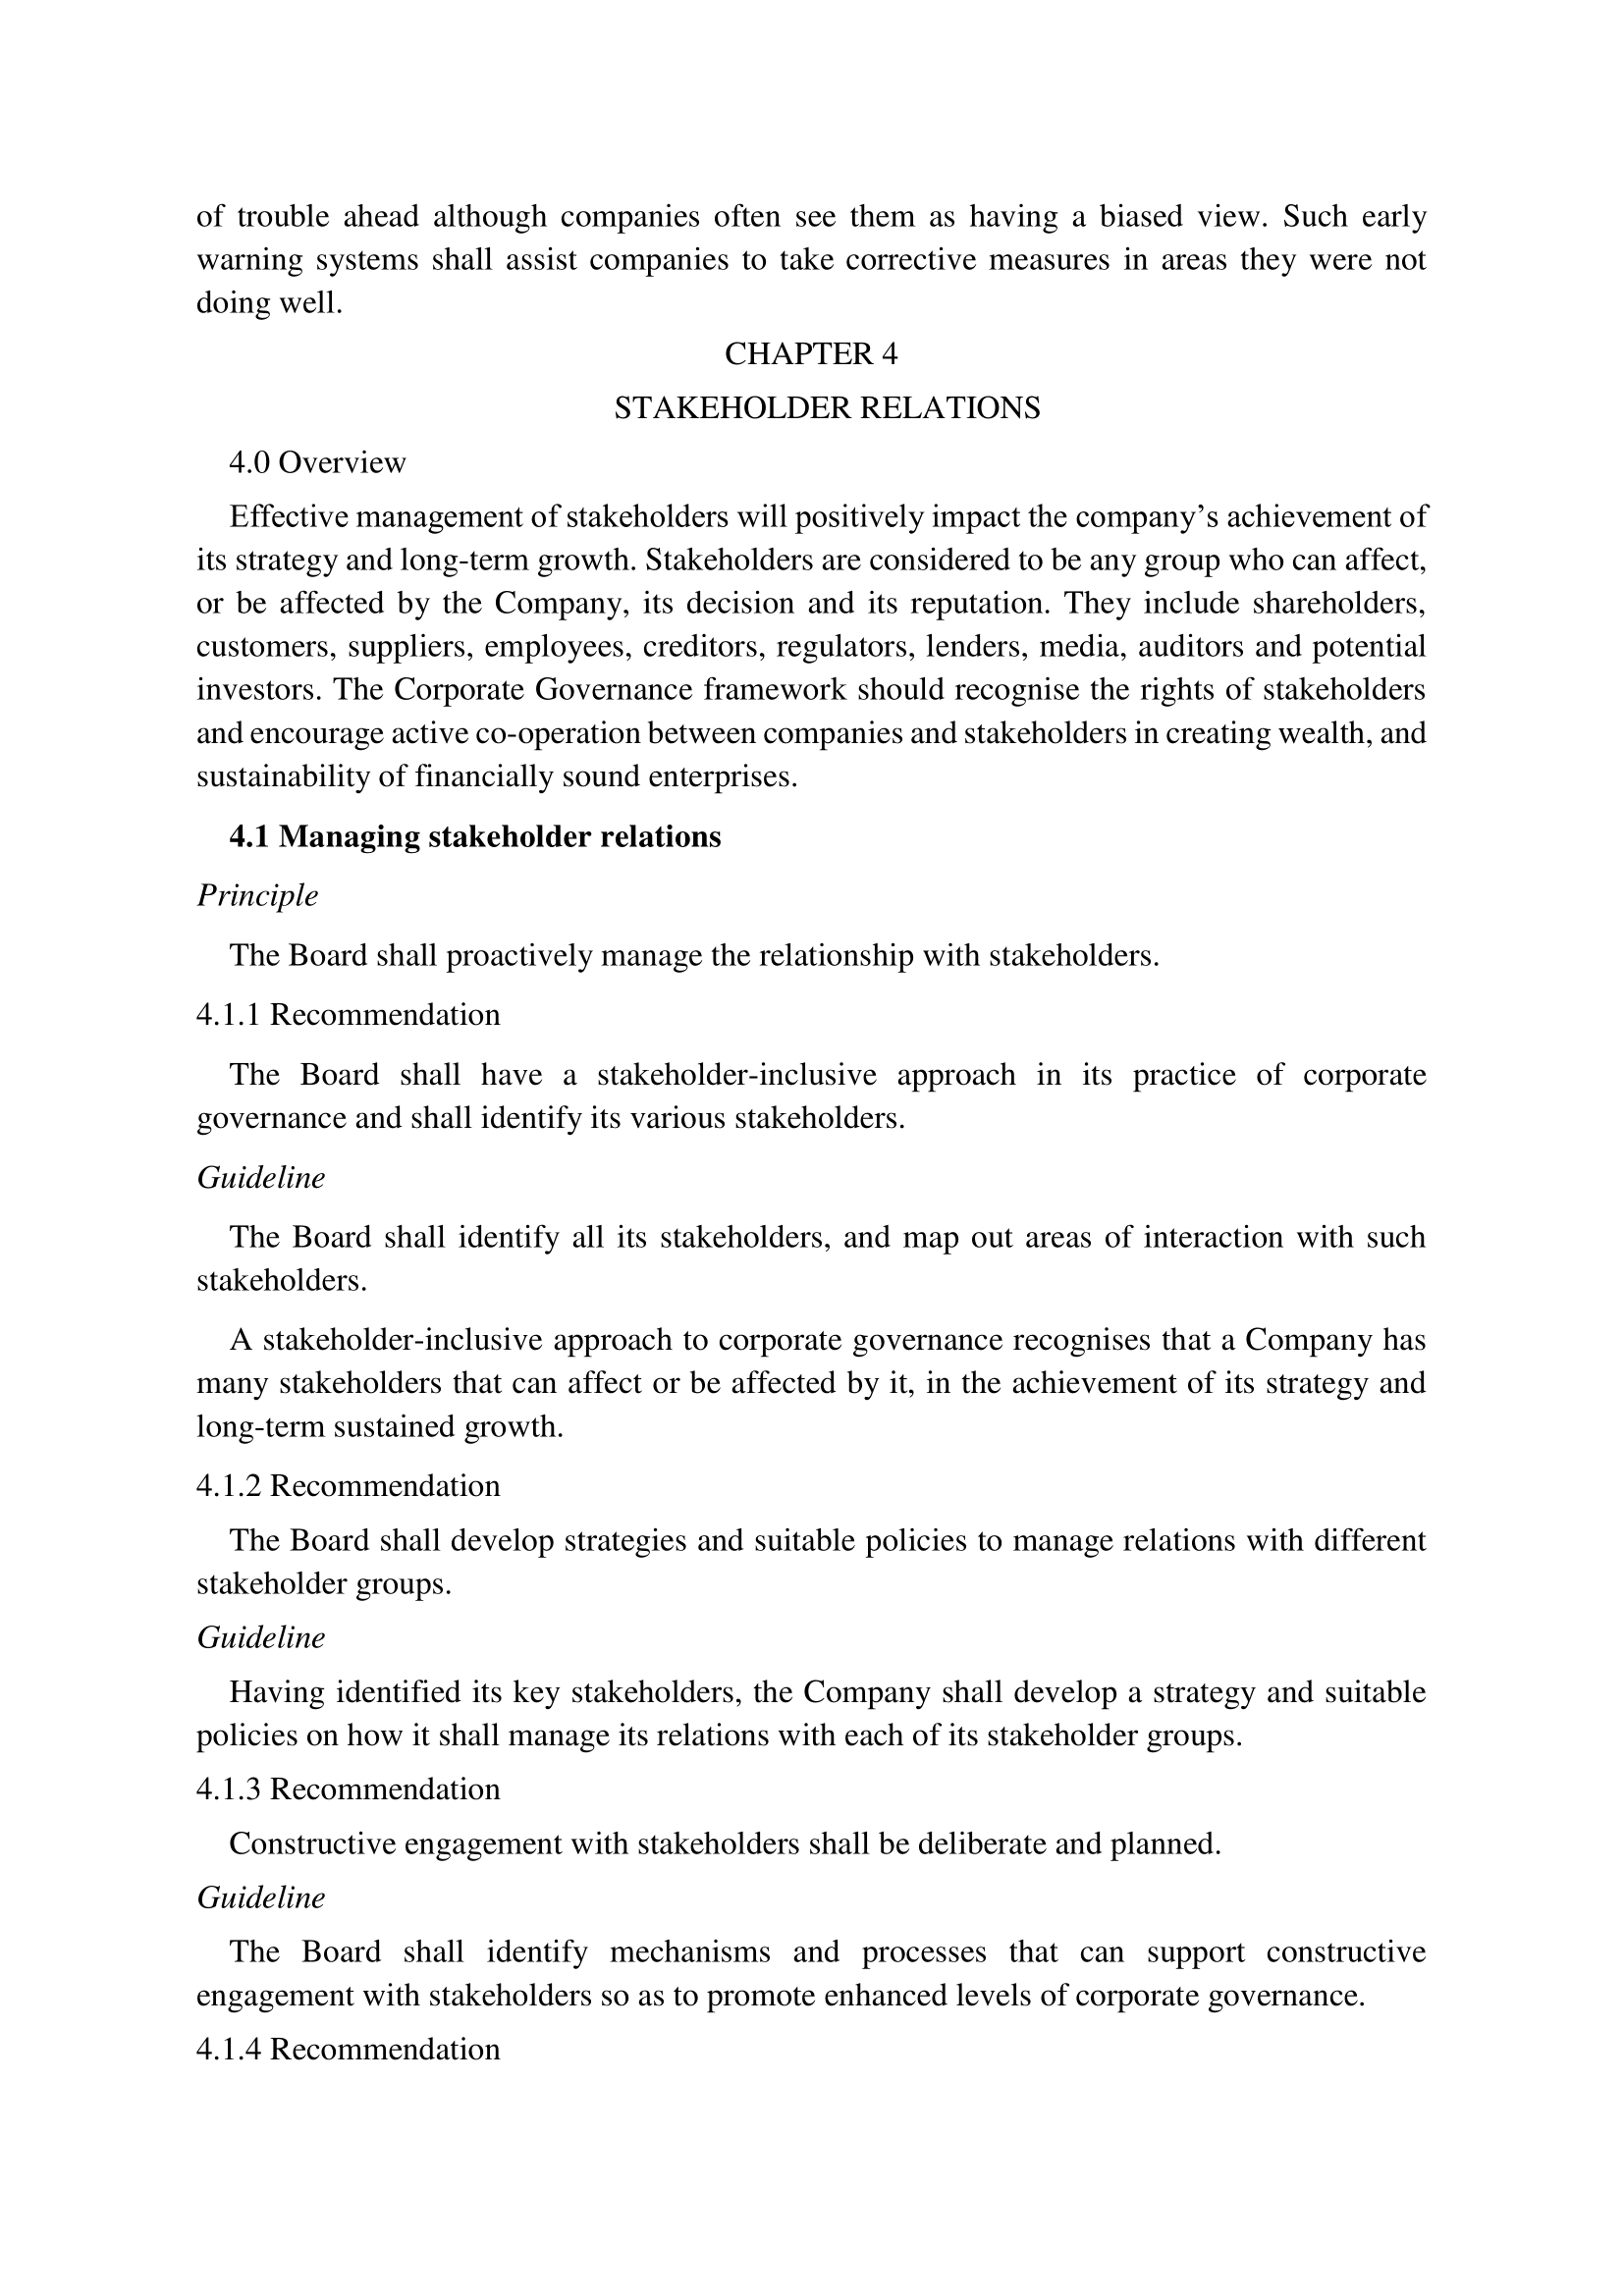 of trouble ahead although companies often see them as having a biased view. Such early
warning systems shall assist companies to take corrective measures in areas they were not
doing well.
CHAPTER 4
STAKEHOLDER RELATIONS
4.0 Overview
Effective management of stakeholders will positively impact the company’s achievement of
its strategy and long-term growth. Stakeholders are considered to be any group who can affect,
or be affected by the Company, its decision and its reputation. They include shareholders,
customers, suppliers, employees, creditors, regulators, lenders, media, auditors and potential
investors. The Corporate Governance framework should recognise the rights of stakeholders
and encourage active co-operation between companies and stakeholders in creating wealth, and
sustainability of financially sound enterprises.
4.1 Managing stakeholder relations
Principle
The Board shall proactively manage the relationship with stakeholders.
4.1.1 Recommendation
The Board shall have a stakeholder-inclusive approach in its practice of corporate
governance and shall identify its various stakeholders.
Guideline
The Board shall identify all its stakeholders, and map out areas of interaction with such
stakeholders.
A stakeholder-inclusive approach to corporate governance recognises that a Company has
many stakeholders that can affect or be affected by it, in the achievement of its strategy and
long-term sustained growth.
4.1.2 Recommendation
The Board shall develop strategies and suitable policies to manage relations with different
stakeholder groups.
Guideline
Having identified its key stakeholders, the Company shall develop a strategy and suitable
policies on how it shall manage its relations with each of its stakeholder groups.
4.1.3 Recommendation
Constructive engagement with stakeholders shall be deliberate and planned.
Guideline
The Board shall identify mechanisms and processes that can support constructive
engagement with stakeholders so as to promote enhanced levels of corporate governance.
4.1.4 Recommendation